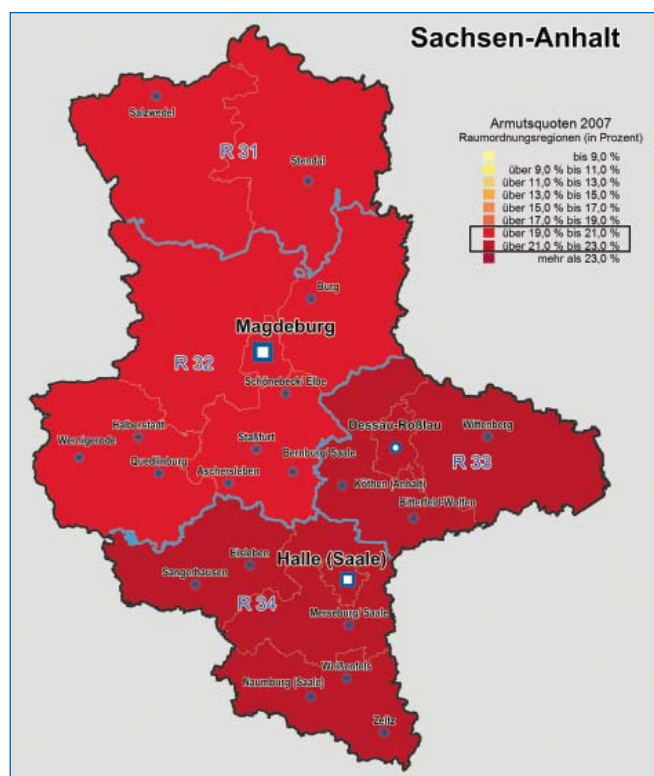 Sachsen-Anhalt
Armutsquoten 2007
Raumordnungsregionen (in Prozent)
bis 9,0 %
über 9,0 % bis 11,0 %
über 11,0 % bis 13,0 %
über 13,0 % bis 15,0 %
über 15,0 % bis 17,0 %
über 17,0 % bis 19,0 %
über 19,0 % bis 21,0 %
über 21,0 % bis 23,0 %
mehr als 23,0 %
Salzwedel
R 31
Stendal
Burg
Magdeburg
R 32
Schönebeck/ Elbe
Halberstadt
Wernigerode
Quedlinburg
Staßfurt
Aschersleben
Bernburg/ Saale
Dessau-Roßlau
Wittenberg
R 33
Köthen (Anhalt)
Bitterfeld-Wolfen
Eisleben
Halle (Saale)
Sangerhausen
R 34
Merseburg/ Saale
Weißenfels
Naumburg (Saale)
Zeitz